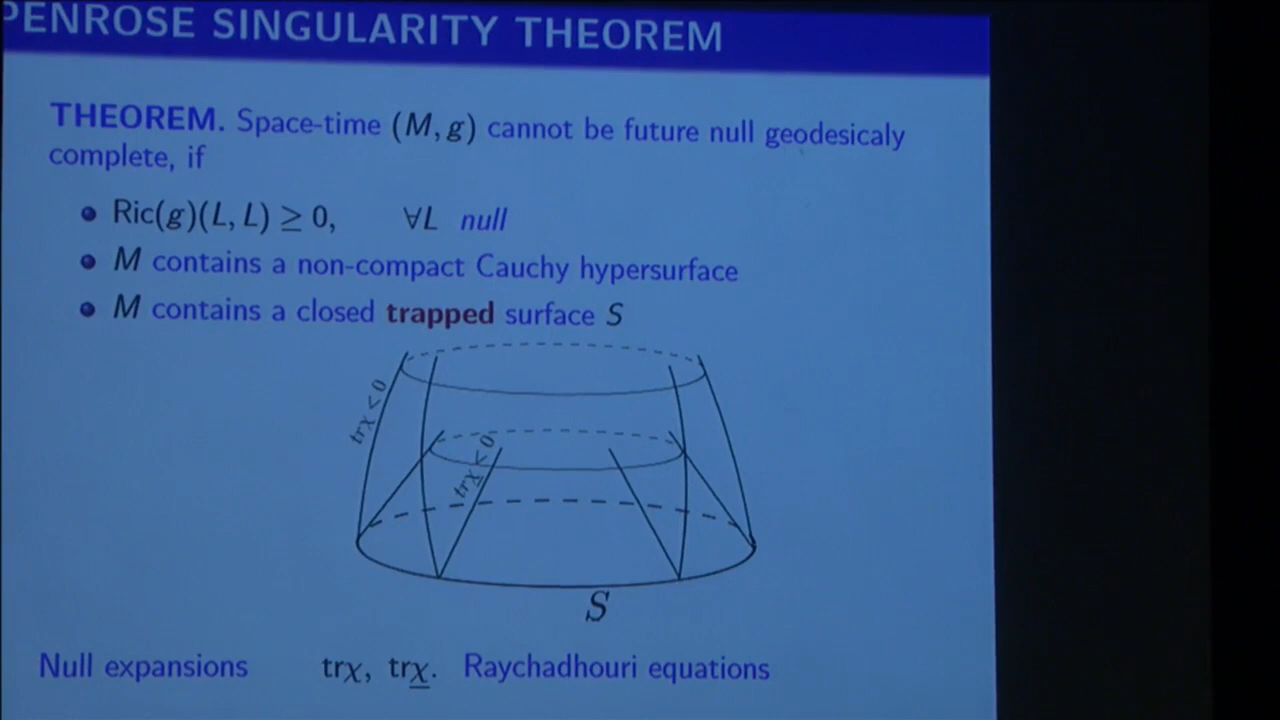 PENROSE SINGULARITY THEOREM
THEOREM. Space-time (M, g) cannot be future null geodesicaly
complete, if
Ric(g)(L, L) ≥ 0, ∀L null
M contains a non-compact Cauchy hypersurface
M contains a closed trapped surface S
trχ < 0
trχ̲ < 0
S
Null expansions trχ, trχ̲. Raychadhouri equations